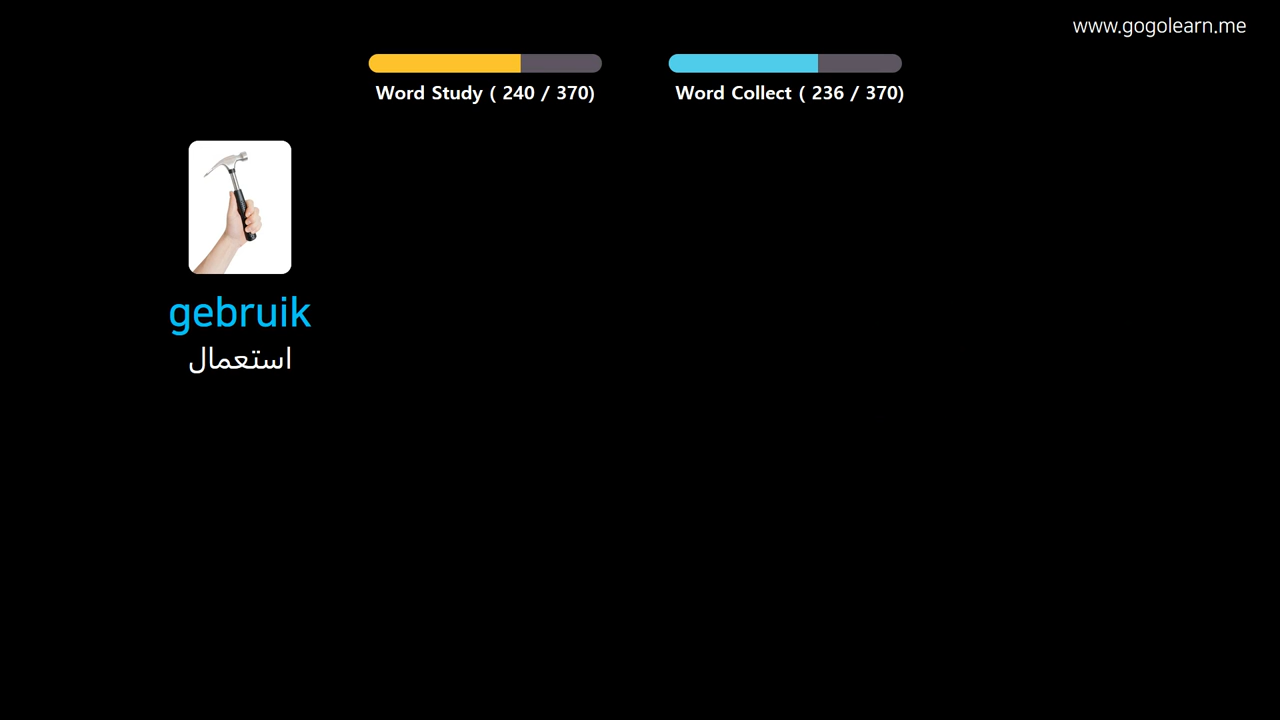 www.gogolearn.me
Word Study ( 240 / 370)
Word Collect ( 236 / 370)
gebruik
استعمال